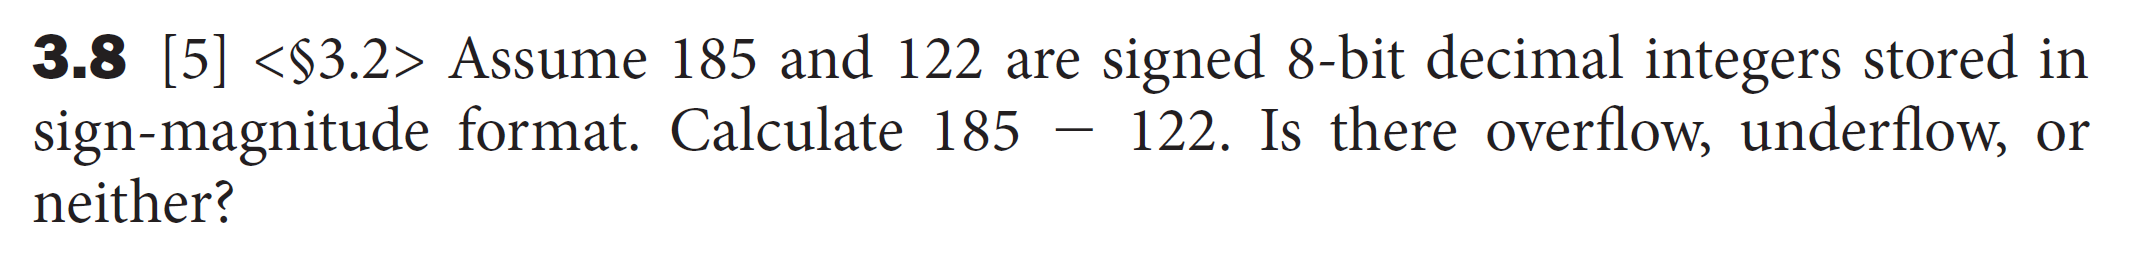 3.8 [5] <§3.2> Assume 185 and 122 are signed 8-bit decimal integers stored in
sign-magnitude format. Calculate 185 − 122. Is there overflow, underflow, or
neither?